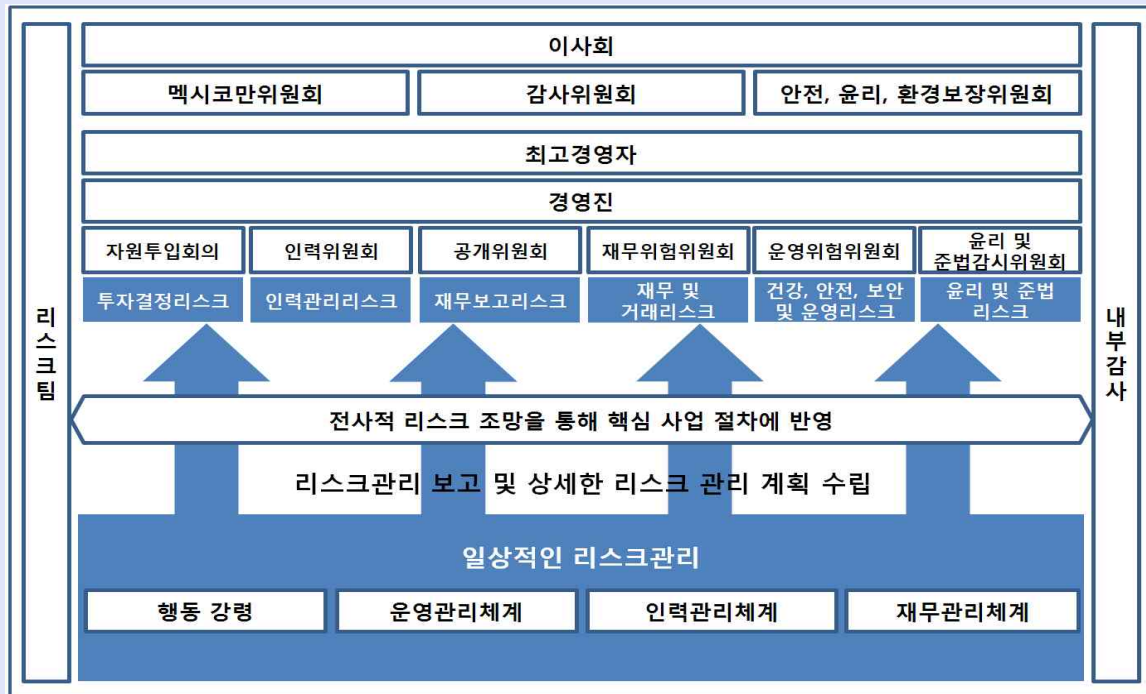 이사회
멕시코만위원회
감사위원회
안전, 윤리, 환경보장위원회
최고경영자
경영진
자원투입회의
인력위원회
공개위원회
재무위험위원회
운영위험위원회
윤리 및
준법감시위원회
투자결정리스크
인력관리리스크
재무보고리스크
재무 및
거래리스크
건강, 안전, 보안
및 운영리스크
윤리 및 준법
리스크
리스크팀
내부감사
전사적 리스크 조망을 통해 핵심 사업 절차에 반영
리스크관리 보고 및 상세한 리스크 관리 계획 수립
일상적인 리스크관리
행동 강령
운영관리체계
인력관리체계
재무관리체계